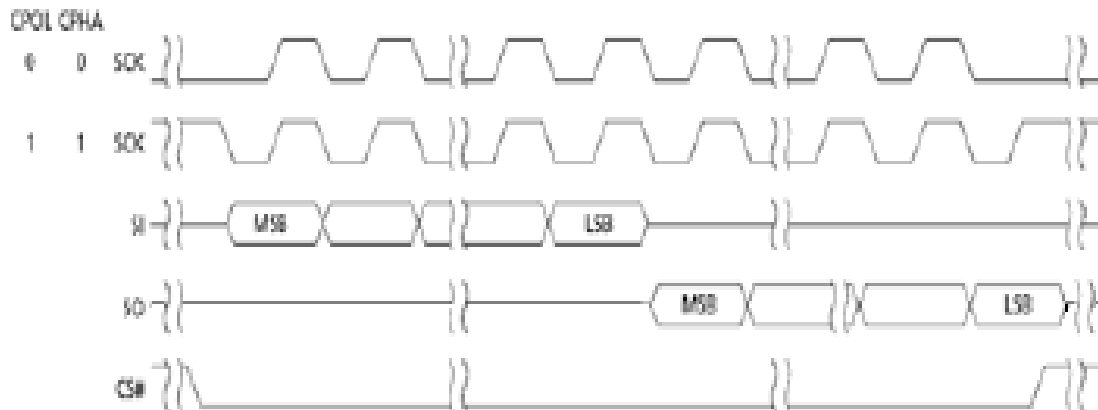 CPOL CPHA
0 0 SCK
1 1 SCK
SI MSB LSB
SO MSB LSB
CS#